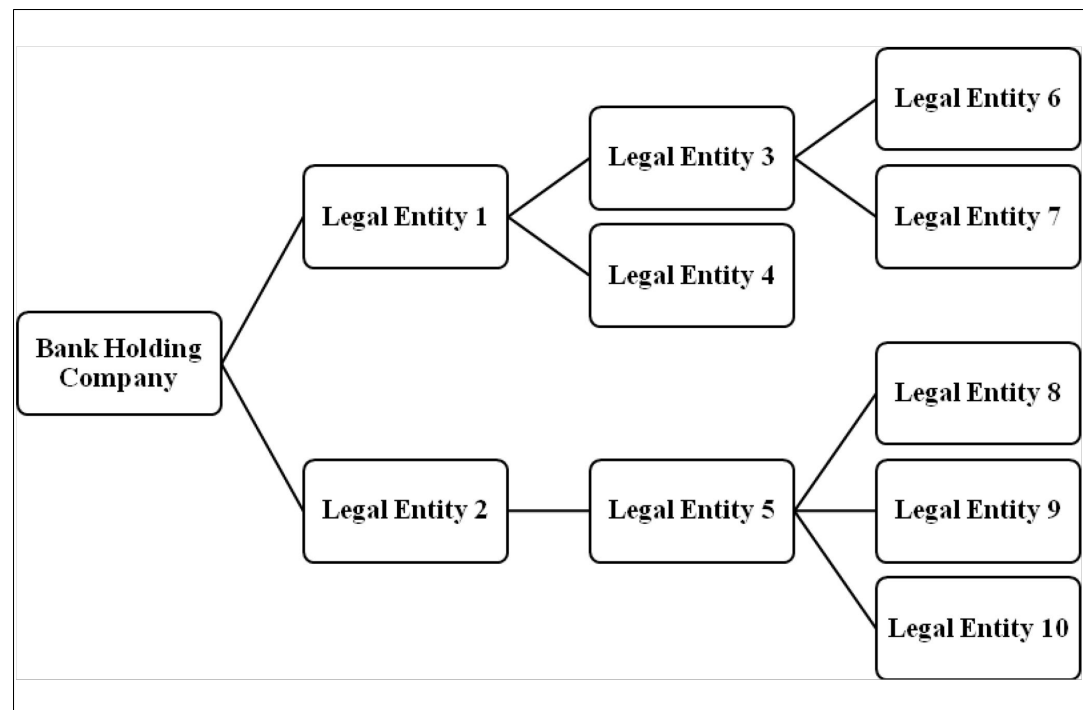 Legal Entity 6
Legal Entity 3
Legal Entity 1
Legal Entity 7
Legal Entity 4
Bank Holding
Company
Legal Entity 8
Legal Entity 2
Legal Entity 5
Legal Entity 9
Legal Entity 10